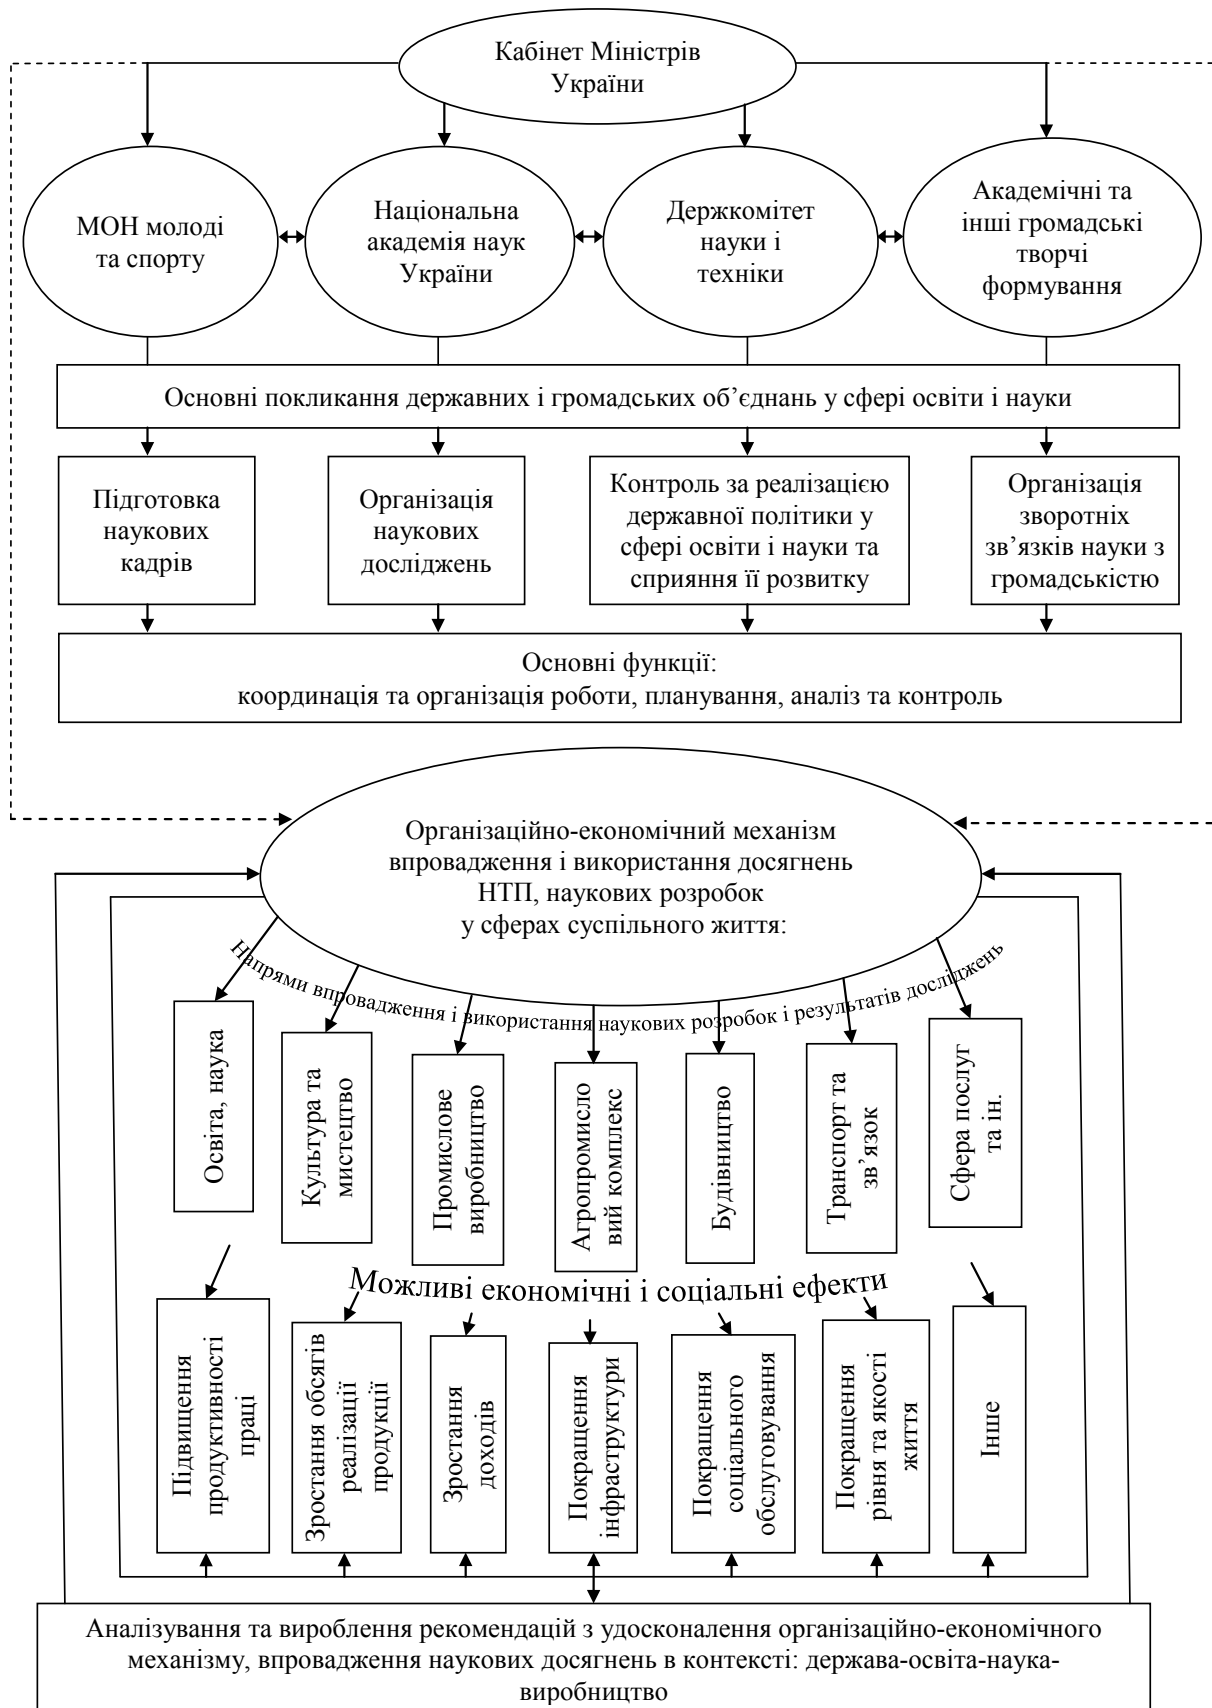 Кабінет Міністрів
України
МОН молоді
та спорту
Національна
академія наук
України
Держкомітет
науки і
техніки
Академічні та
інші громадські
творчі
формування
Основні покликання державних і громадських об’єднань у сфері освіти і науки
Підготовка
наукових
кадрів
Організація
наукових
досліджень
Контроль за реалізацією
державної політики у
сфері освіти і науки та
сприяння її розвитку
Організація
зворотніх
зв’язків науки з
громадськістю
Основні функції:
координація та організація роботи, планування, аналіз та контроль
Організаційно-економічний механізм
впровадження і використання досягнень
НТП, наукових розробок
у сферах суспільного життя:
Напрями впровадження і використання наукових розробок і результатів досліджень
Освіта, наука
Культура та
мистецтво
Промислове
виробництво
Агропромисло
вий комплекс
Будівництво
Транспорт та
зв’язок
Сфера послуг
та ін.
Можливі економічні і соціальні ефекти
Підвищення
продуктивності
праці
Зростання обсягів
реалізації
продукції
Зростання
доходів
Покращення
інфраструктури
Покращення
соціального
обслуговування
Покращення
рівня та якості
життя
Інше
Аналізування та вироблення рекомендацій з удосконалення організаційно-економічного
механізму, впровадження наукових досягнень в контексті: держава-освіта-наука-
виробництво